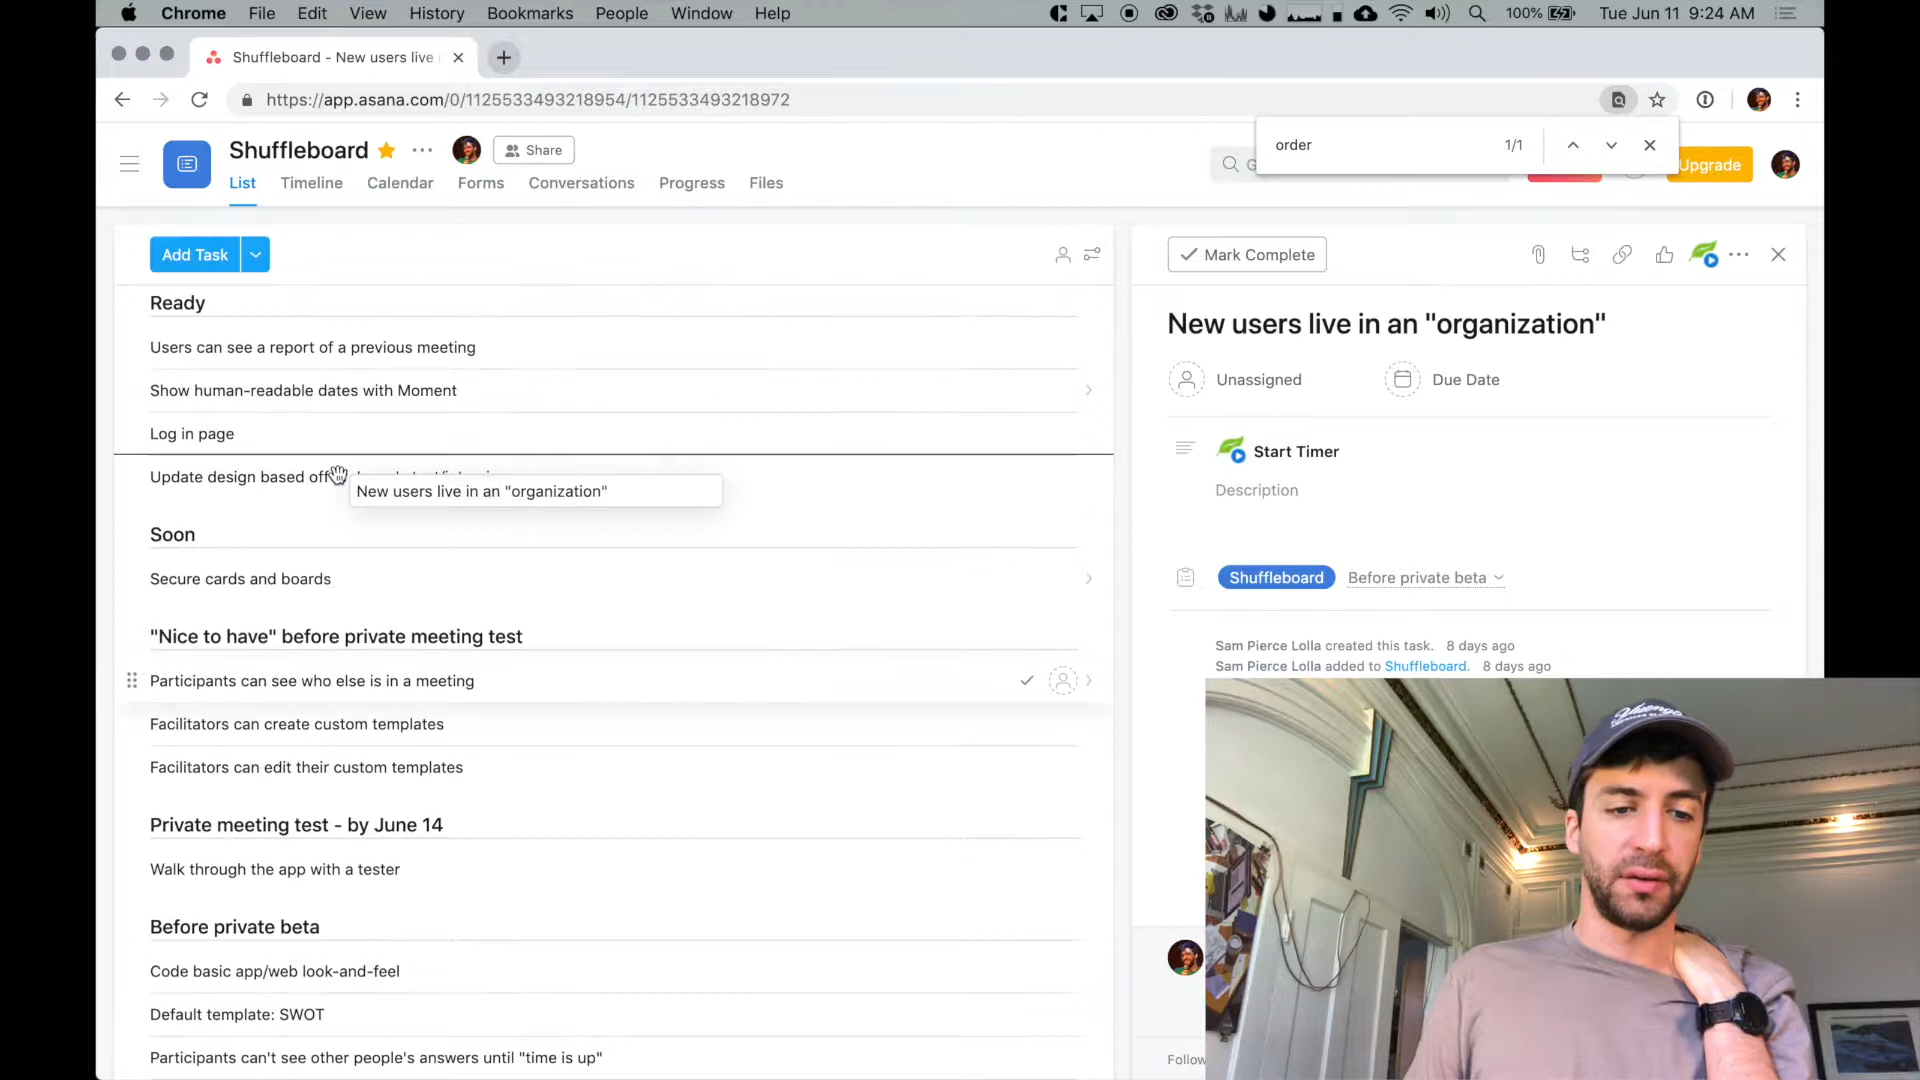 Chrome File Edit View History Bookmarks People Window Help 100% Tue Jun 11 9:24 AM
Shuffleboard - New users live
https://app.asana.com/0/1125533493218954/1125533493218972
order 1/1
Shuffleboard Share
G
Upgrade
List Timeline Calendar Forms Conversations Progress Files
Add Task
Mark Complete
Ready
Users can see a report of a previous meeting
Show human-readable dates with Moment
Log in page
Update design based off
New users live in an "organization"
Soon
Secure cards and boards
"Nice to have" before private meeting test
Participants can see who else is in a meeting
Facilitators can create custom templates
Facilitators can edit their custom templates
Private meeting test - by June 14
Walk through the app with a tester
Before private beta
Code basic app/web look-and-feel
Default template: SWOT
Participants can't see other people's answers until "time is up"
New users live in an "organization"
Unassigned Due Date
Start Timer
Description
Shuffleboard Before private beta
Sam Pierce Lolla created this task. 8 days ago
Sam Pierce Lolla added to Shuffleboard. 8 days ago
Follow